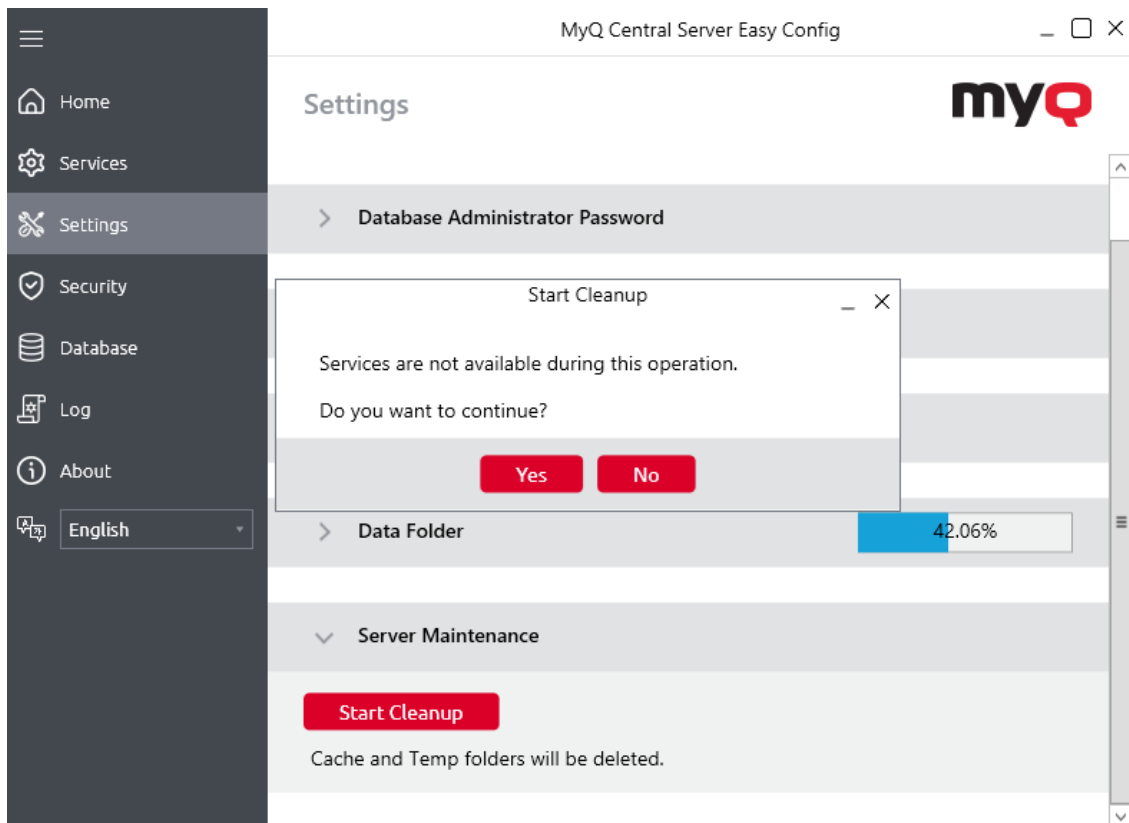 MyQ Central Server Easy Config
Home
Services
Settings
Security
Database
Log
About
English
Settings
myQ
Database Administrator Password
Start Cleanup
Services are not available during this operation.
Do you want to continue?
Yes
No
Data Folder
42.06%
Server Maintenance
Start Cleanup
Cache and Temp folders will be deleted.